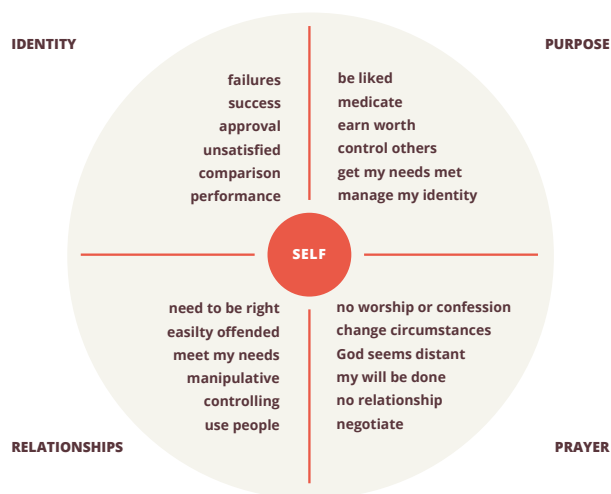 IDENTITY
PURPOSE
failures
success
approval
unsatisfied
comparison
performance
be liked
medicate
earn worth
control others
get my needs met
manage my identity
SELF
need to be right
easilty offended
meet my needs
manipulative
controlling
use people
no worship or confession
change circumstances
God seems distant
my will be done
no relationship
negotiate
RELATIONSHIPS
PRAYER